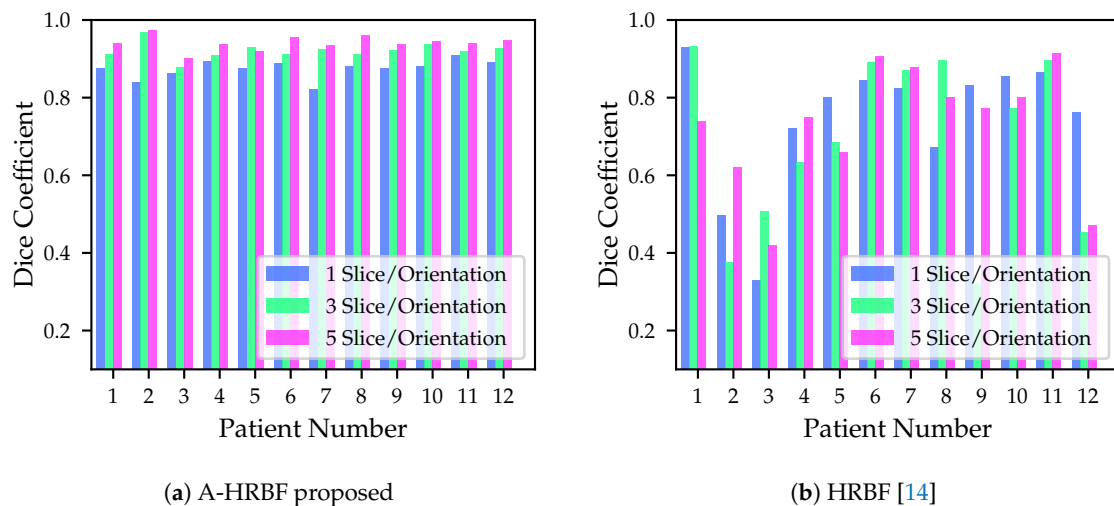 1.0
0.8
0.6
0.4
0.2
Dice Coefficient
1 Slice/Orientation
3 Slice/Orientation
5 Slice/Orientation
1 2 3 4 5 6 7 8 9 10 11 12
Patient Number
(a) A-HRBF proposed
1.0
0.8
0.6
0.4
0.2
Dice Coefficient
1 Slice/Orientation
3 Slice/Orientation
5 Slice/Orientation
1 2 3 4 5 6 7 8 9 10 11 12
Patient Number
(b) HRBF [14]